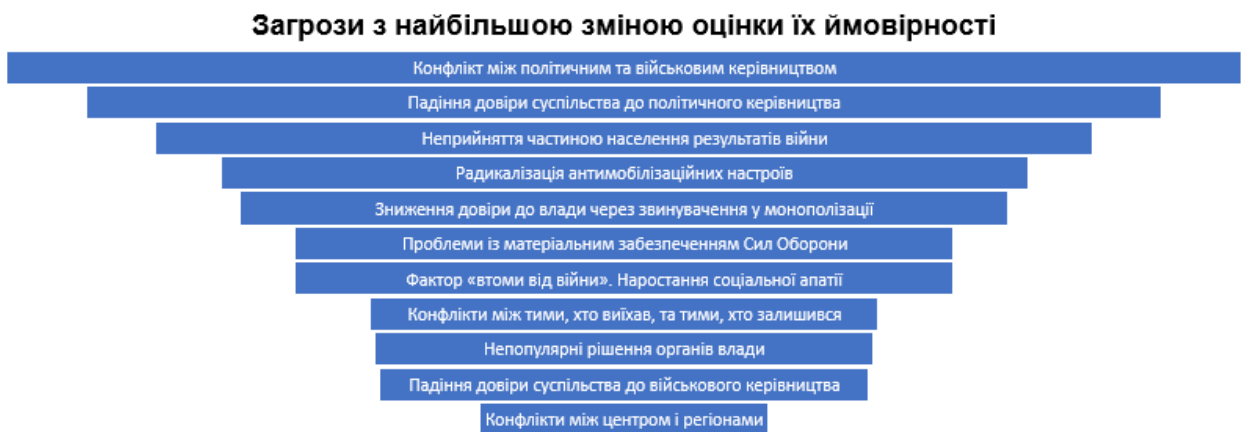 Загрози з найбільшою зміною оцінки їх ймовірності
Конфлікт між політичним та військовим керівництвом
Падіння довіри суспільства до політичного керівництва
Неприйняття частиною населення результатів війни
Радикалізація антимобілізаційних настроїв
Зниження довіри до влади через звинувачення у монополізації
Проблеми із матеріальним забезпеченням Сил Оборони
Фактор «втоми від війни». Наростання соціальної апатії
Конфлікти між тими, хто виїхав, та тими, хто залишився
Непопулярні рішення органів влади
Падіння довіри суспільства до військового керівництва
Конфлікти між центром і регіонами